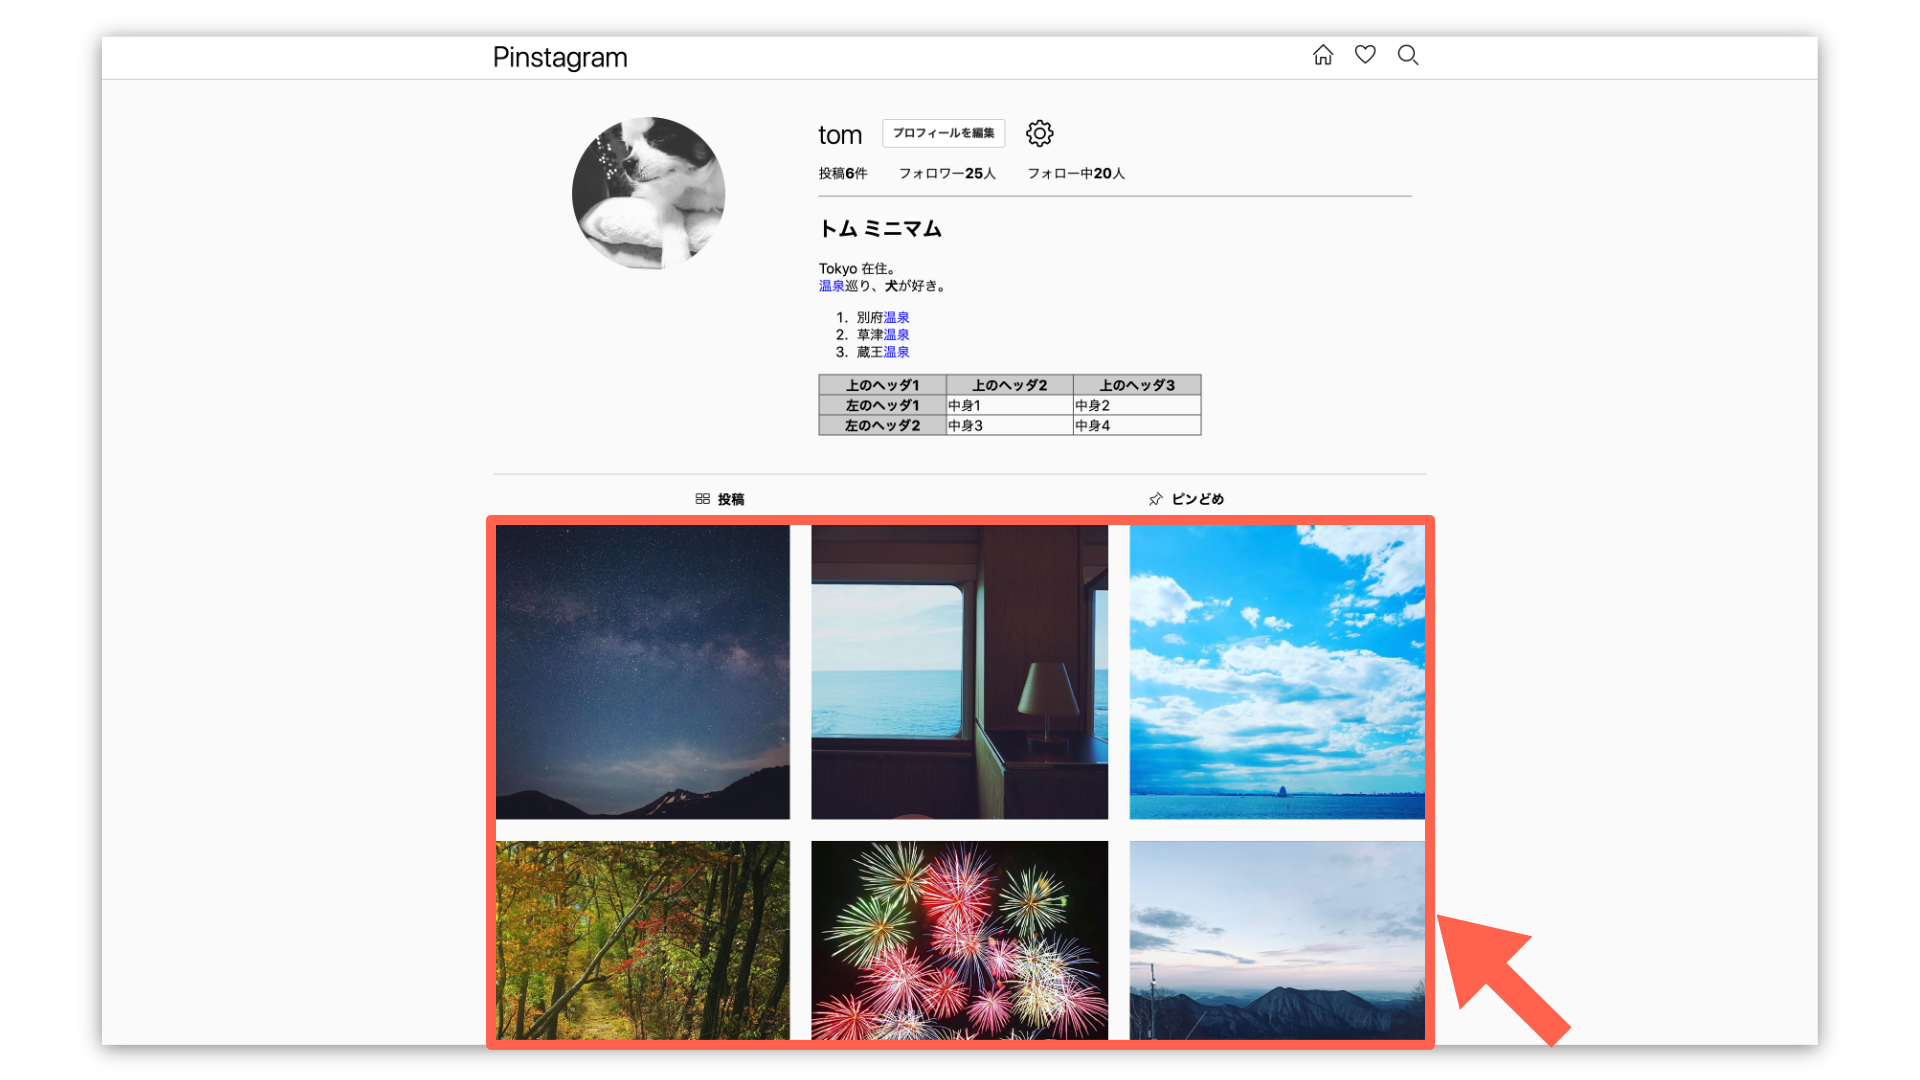 Pinstagram
tom プロフィールを編集
投稿6件 フォロワー25人 フォロー中20人
トム ミニマム
Tokyo 在住。
温泉巡り、犬が好き。
1. 別府温泉
2. 草津温泉
3. 蔵王温泉
上のヘッダ1 上のヘッダ2 上のヘッダ3
左のヘッダ1 中身1 中身2
左のヘッダ2 中身3 中身4
投稿 ピンどめ